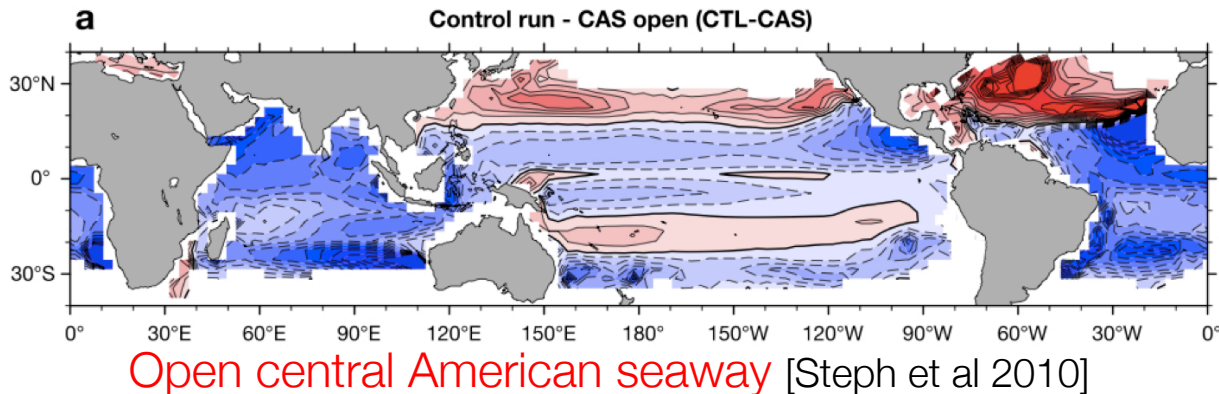 a Control run - CAS open (CTL-CAS)
30°N
0°
30°S
0° 30°E 60°E 90°E 120°E 150°E 180° 150°W 120°W 90°W 60°W 30°W 0°
Open central American seaway [Steph et al 2010]